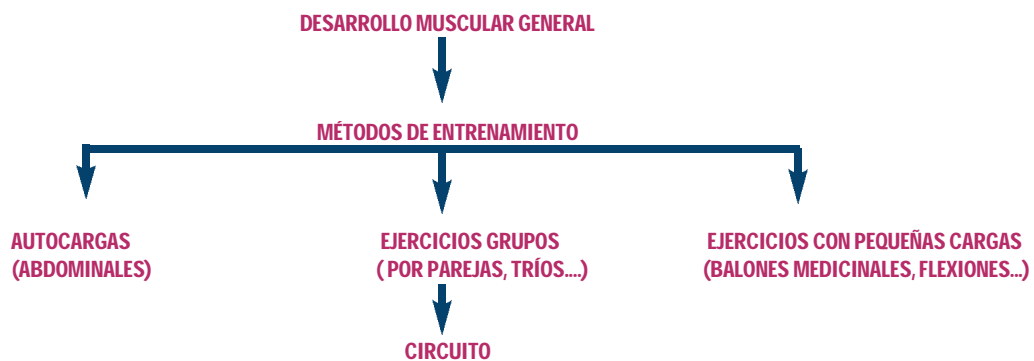 DESARROLLO MUSCULAR GENERAL
MÉTODOS DE ENTRENAMIENTO
AUTOCARGAS
(ABDOMINALES)
EJERCICIOS GRUPOS
( POR PAREJAS, TRÍOS....)
EJERCICIOS CON PEQUEÑAS CARGAS
(BALONES MEDICINALES, FLEXIONES...)
CIRCUITO